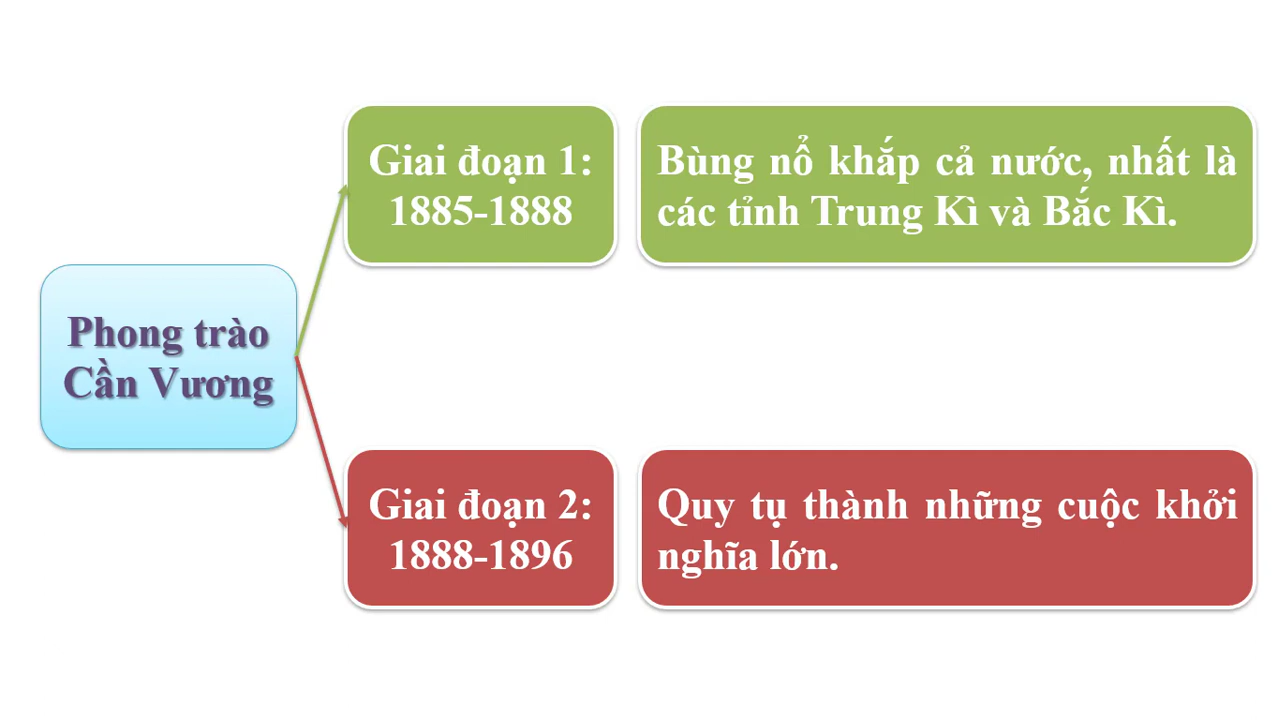 Giai đoạn 1:
1885-1888
Bùng nổ khắp cả nước, nhất là
các tỉnh Trung Kì và Bắc Kì.
Phong trào
Cần Vương
Giai đoạn 2:
1888-1896
Quy tụ thành những cuộc khởi
nghĩa lớn.